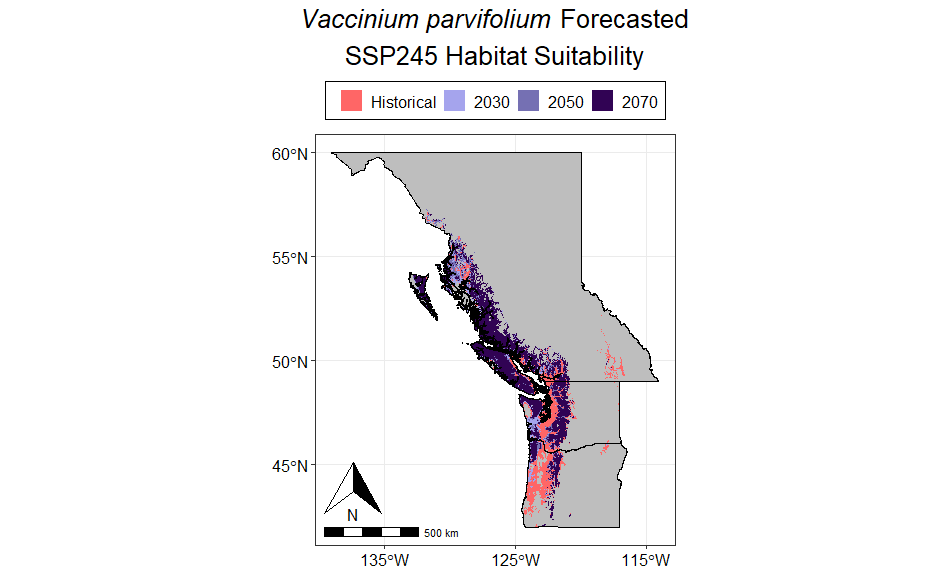 Vaccinium parvifolium Forecasted
SSP245 Habitat Suitability
Historical 2030 2050 2070
60°N
55°N
50°N
45°N
N
500 km
135°W 125°W 115°W